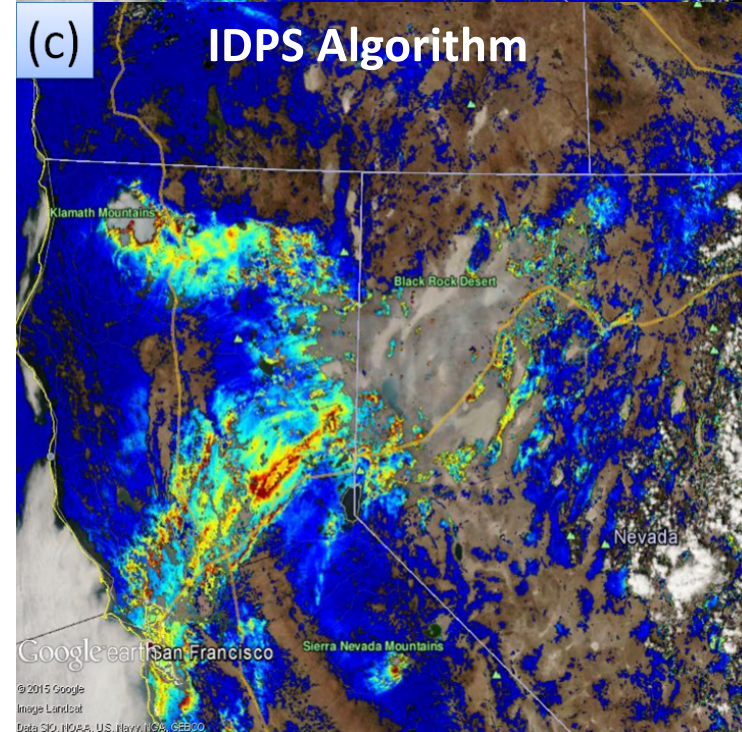 (c)
IDPS Algorithm
Klamath Mountains
Black Rock Desert
Nevada
Google earth
San Francisco
Sierra Nevada Mountains
© 2015 Google
Image Landsat
Data SIO, NOAA, U.S. Navy, NGA, GEBCO